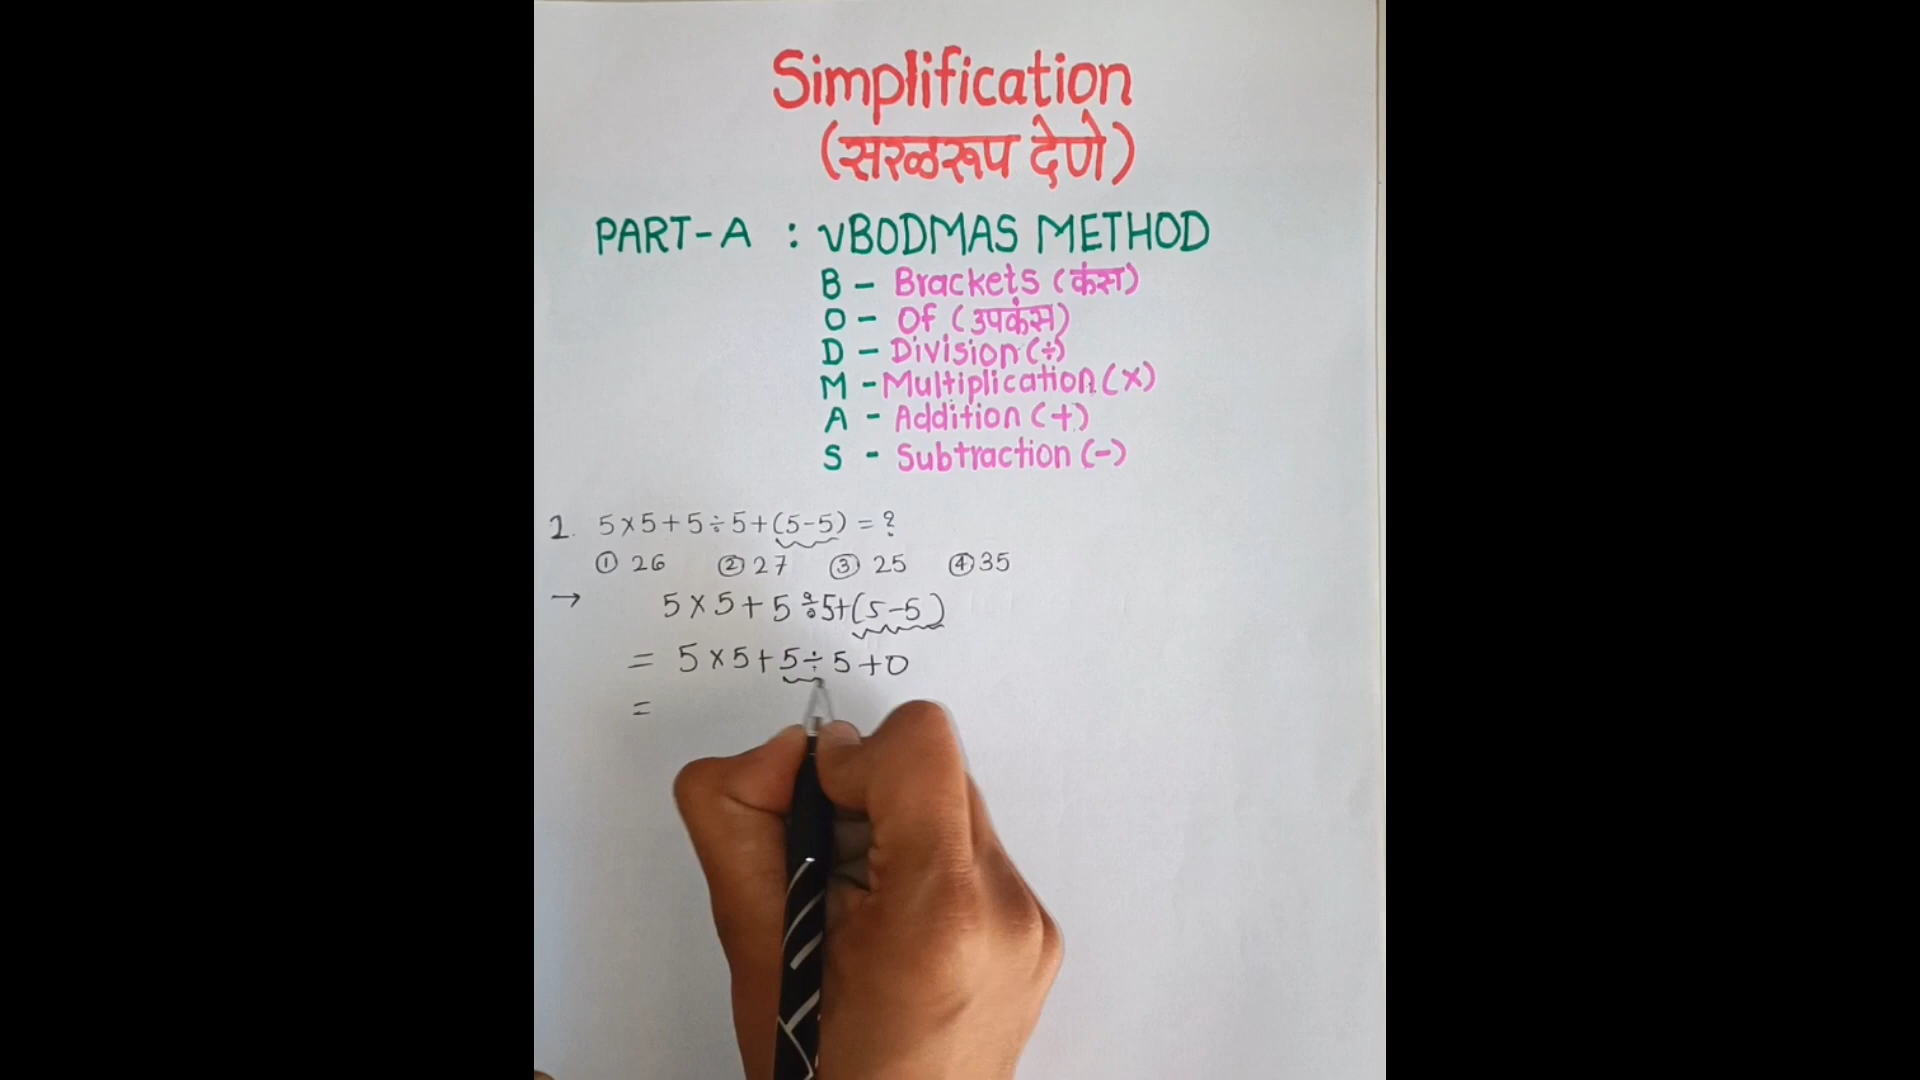 Simplification
(सरळरूप देणे)
PART-A : vBODMAS METHOD
B - Brackets (कंस)
O - Of (उपकंस)
D - Division (÷)
M - Multiplication (×)
A - Addition (+)
S - Subtraction (-)
1. 5×5+5÷5+(5-5) = ?
① 26 ② 27 ③ 25 ④ 35
→ 5×5+5÷5+(5-5)
= 5×5+5÷5+0
=